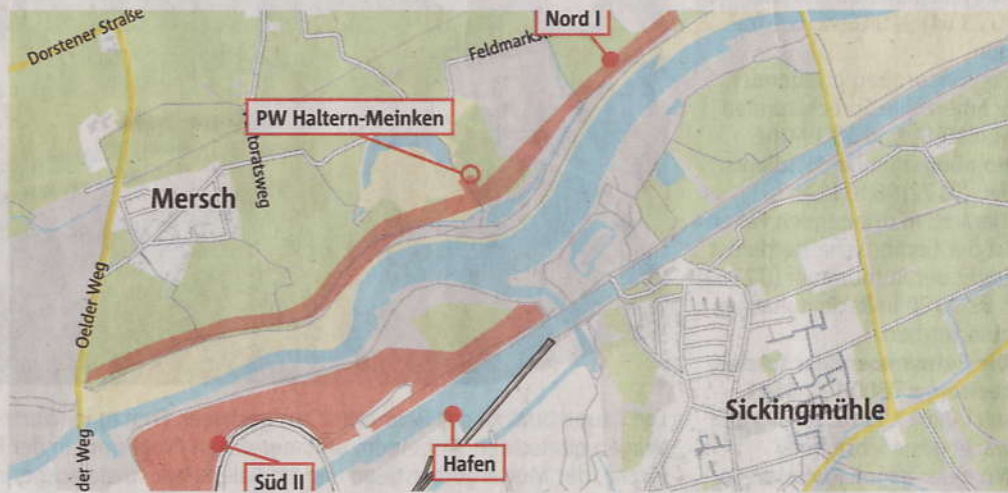 Nord I
Dorstener Straße
Feldmarkst
PW Haltern-Meinken
toratsweg
Mersch
Oelder Weg
Sickingmühle
der Weg
Süd II
Hafen